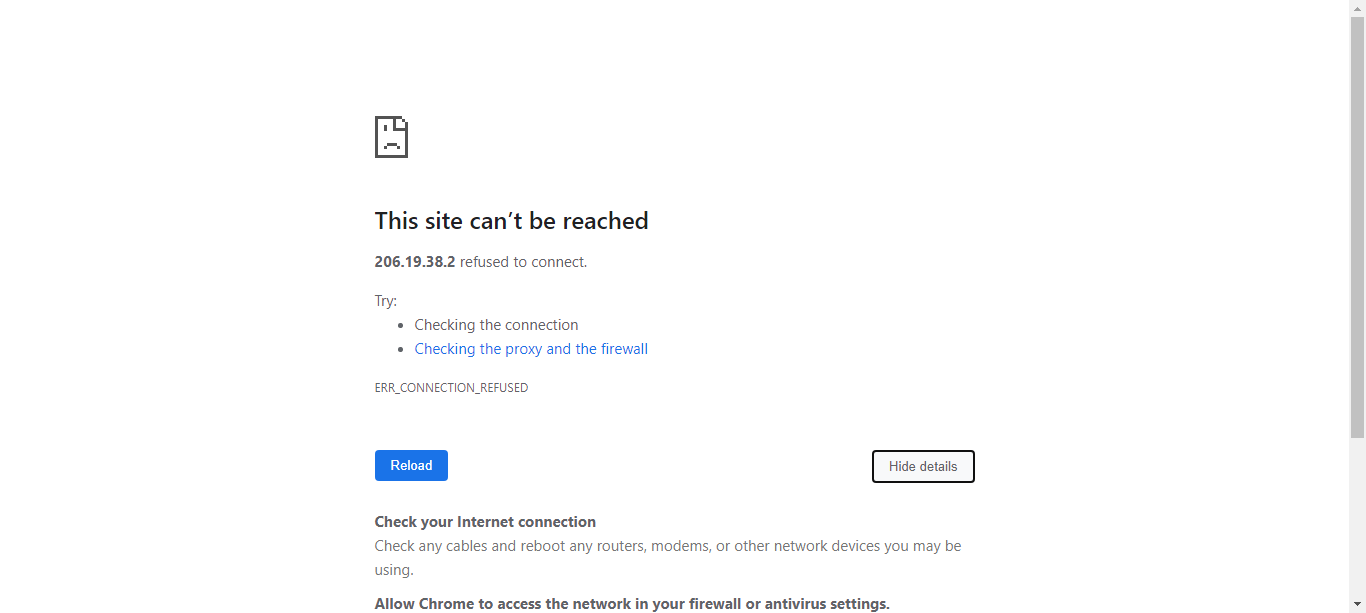 This site can’t be reached
206.19.38.2 refused to connect.
Try:
Checking the connection
Checking the proxy and the firewall
ERR_CONNECTION_REFUSED
Reload
Hide details
Check your Internet connection
Check any cables and reboot any routers, modems, or other network devices you may be
using.
Allow Chrome to access the network in your firewall or antivirus settings.